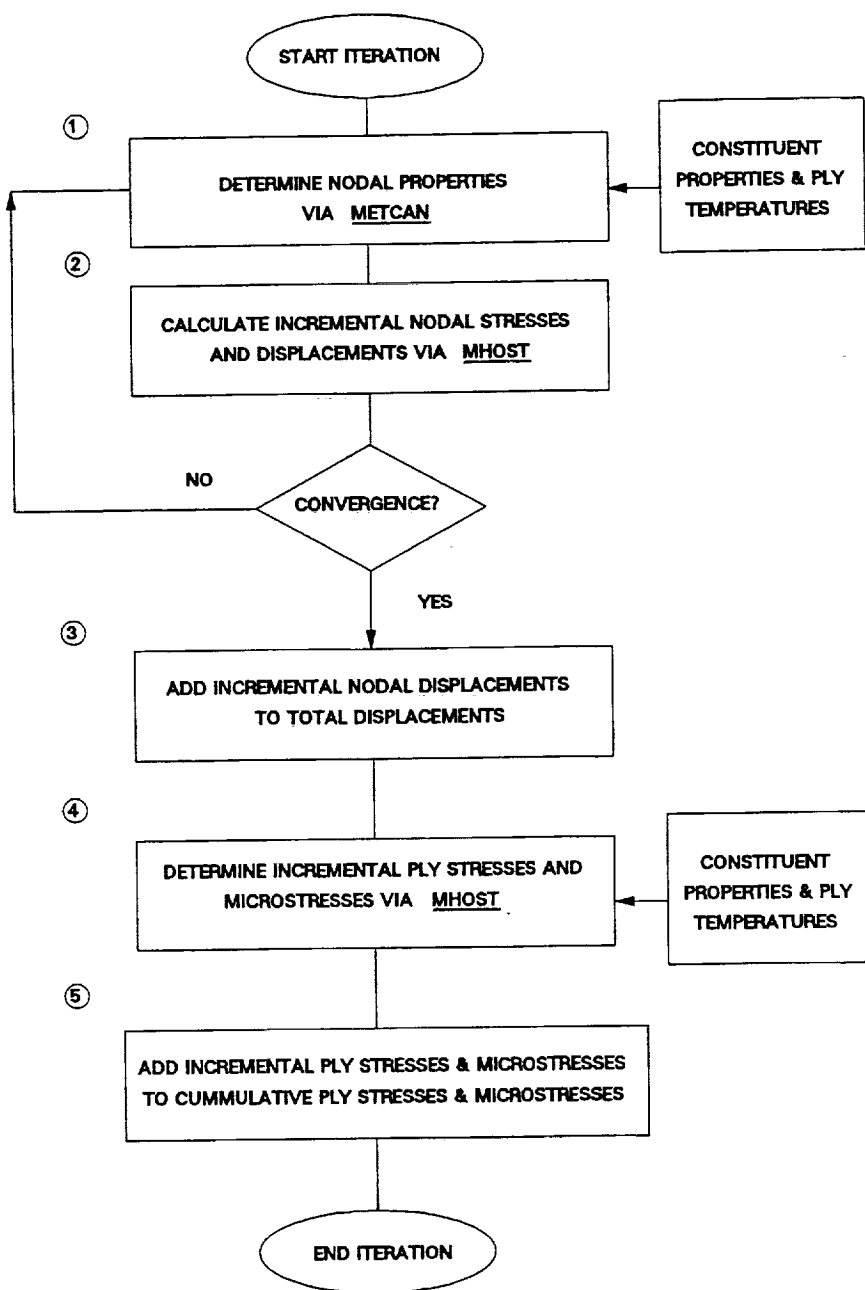 START ITERATION
1
DETERMINE NODAL PROPERTIES
VIA METCAN
CONSTITUENT
PROPERTIES & PLY
TEMPERATURES
2
CALCULATE INCREMENTAL NODAL STRESSES
AND DISPLACEMENTS VIA MHOST
NO
CONVERGENCE?
YES
3
ADD INCREMENTAL NODAL DISPLACEMENTS
TO TOTAL DISPLACEMENTS
4
DETERMINE INCREMENTAL PLY STRESSES AND
MICROSTRESSES VIA MHOST
CONSTITUENT
PROPERTIES & PLY
TEMPERATURES
5
ADD INCREMENTAL PLY STRESSES & MICROSTRESSES
TO CUMMULATIVE PLY STRESSES & MICROSTRESSES
END ITERATION